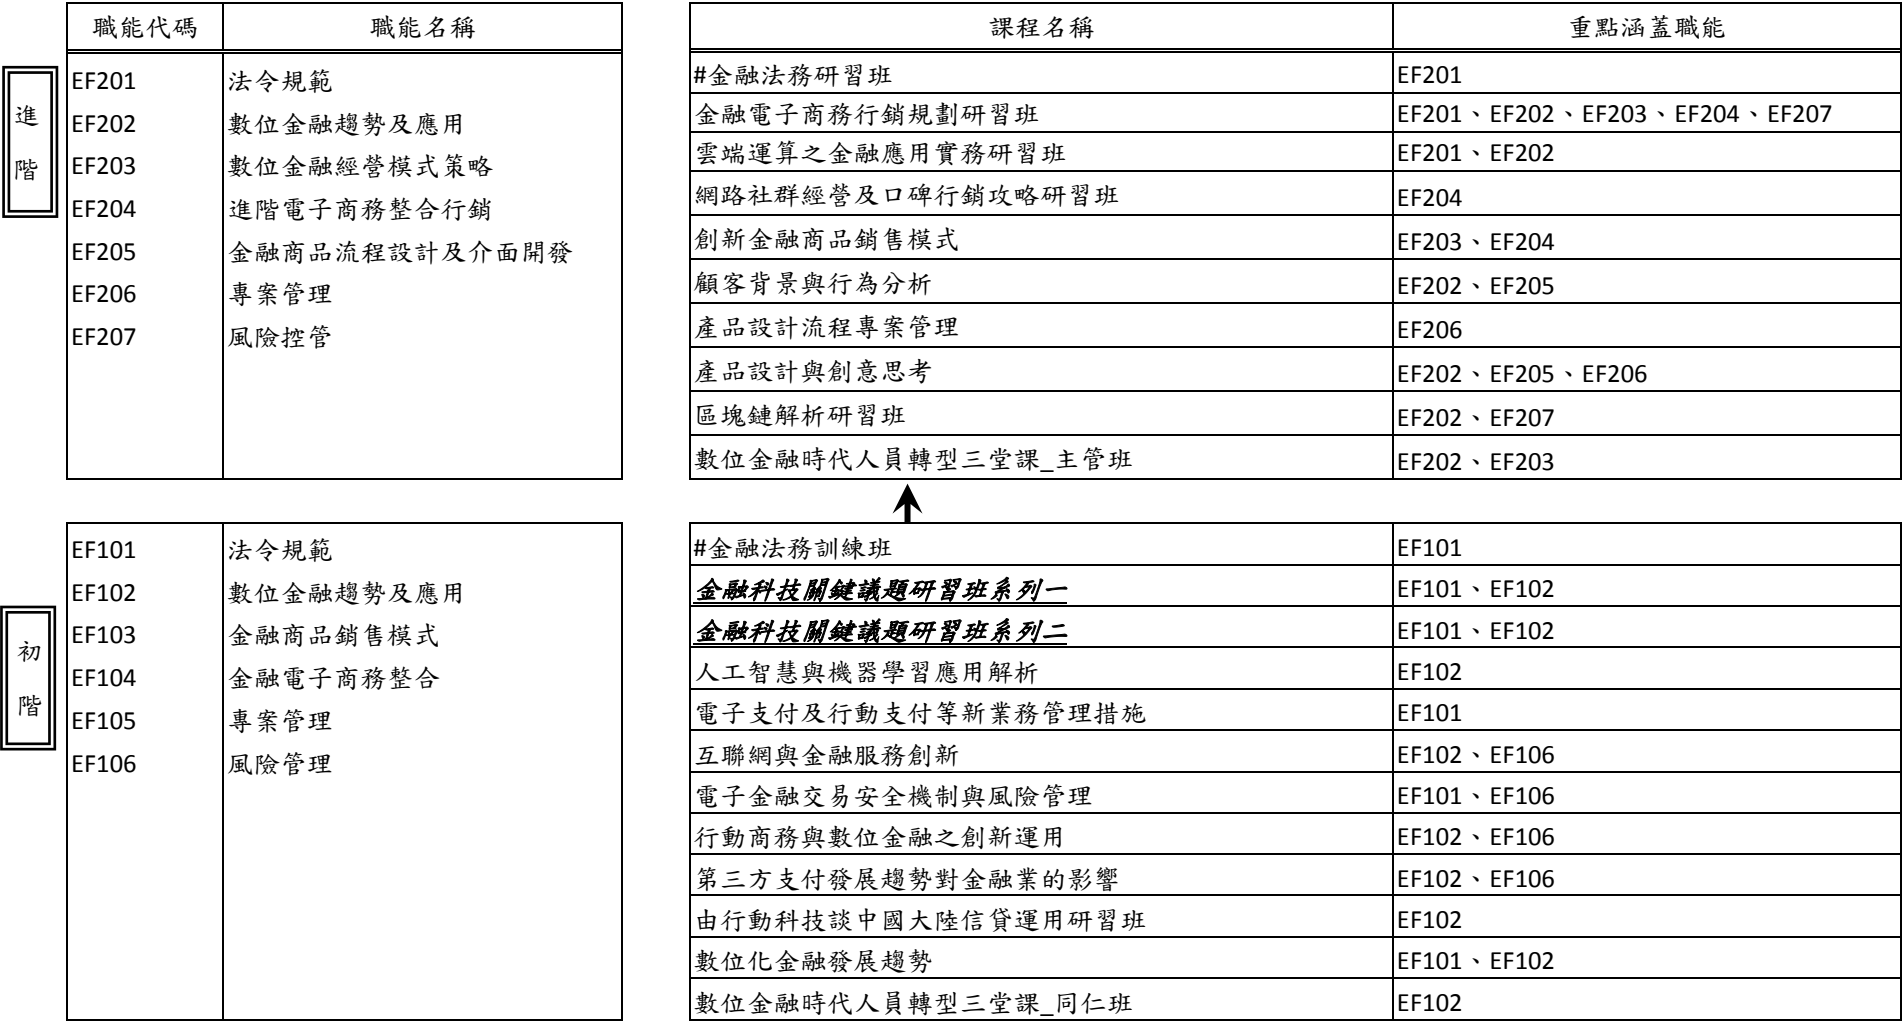 職能代碼 職能名稱 課程名稱 重點涵蓋職能
進
階
EF201 法令規範
EF202 數位金融趨勢及應用
EF203 數位金融經營模式策略
EF204 進階電子商務整合行銷
EF205 金融商品流程設計及介面開發
EF206 專案管理
EF207 風險控管
#金融法務研習班 EF201
金融電子商務行銷規劃研習班 EF201、EF202、EF203、EF204、EF207
雲端運算之金融應用實務研習班 EF201、EF202
網路社群經營及口碑行銷攻略研習班 EF204
創新金融商品銷售模式 EF203、EF204
顧客背景與行為分析 EF202、EF205
產品設計流程專案管理 EF206
產品設計與創意思考 EF202、EF205、EF206
區塊鏈解析研習班 EF202、EF207
數位金融時代人員轉型三堂課_主管班 EF202、EF203
初
階
EF101 法令規範
EF102 數位金融趨勢及應用
EF103 金融商品銷售模式
EF104 金融電子商務整合
EF105 專案管理
EF106 風險管理
#金融法務訓練班 EF101
金融科技關鍵議題研習班系列一 EF101、EF102
金融科技關鍵議題研習班系列二 EF101、EF102
人工智慧與機器學習應用解析 EF102
電子支付及行動支付等新業務管理措施 EF101
互聯網與金融服務創新 EF102、EF106
電子金融交易安全機制與風險管理 EF101、EF106
行動商務與數位金融之創新運用 EF102、EF106
第三方支付發展趨勢對金融業的影響 EF102、EF106
由行動科技談中國大陸信貸運用研習班 EF102
數位化金融發展趨勢 EF101、EF102
數位金融時代人員轉型三堂課_同仁班 EF102